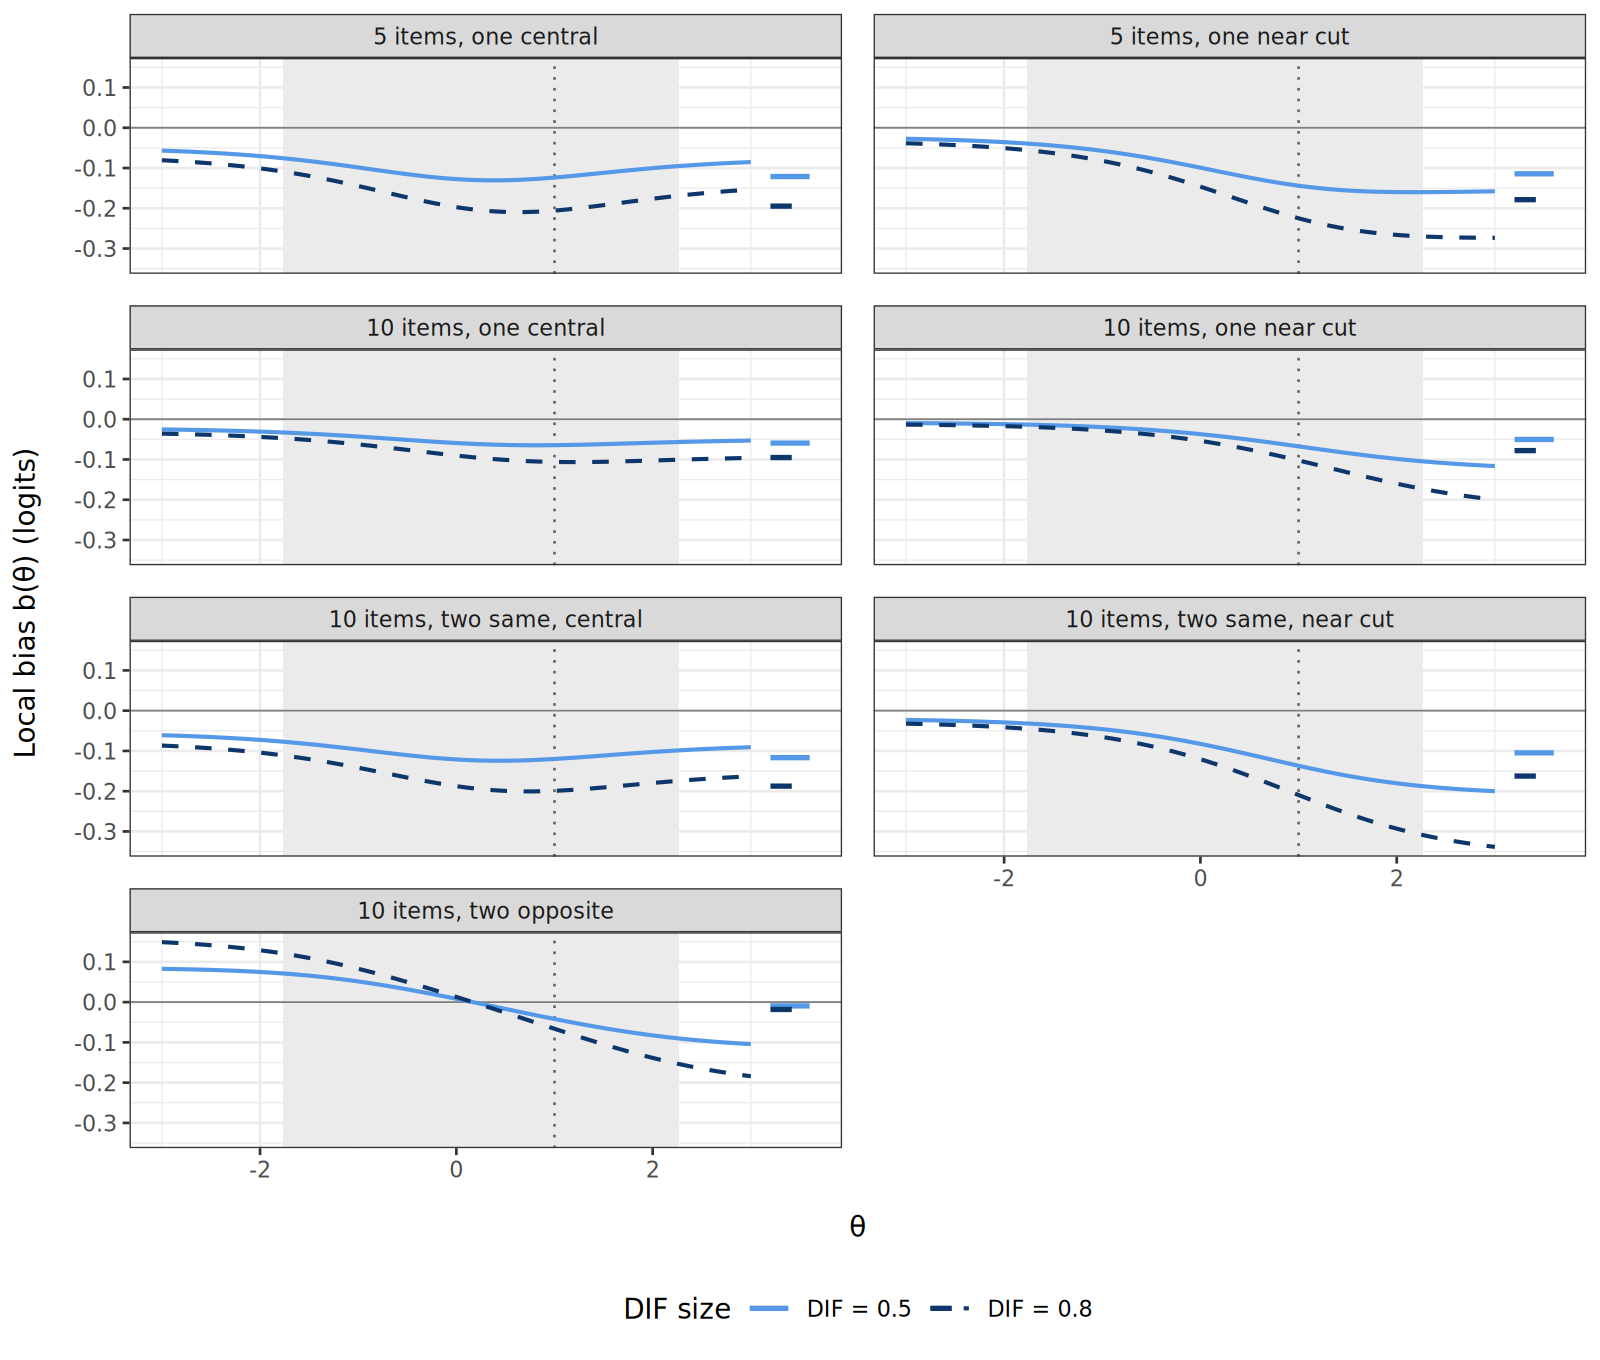 5 items, one central
5 items, one near cut
0.1
0.0
-0.1
-0.2
-0.3
10 items, one central
10 items, one near cut
0.1
0.0
-0.1
-0.2
-0.3
10 items, two same, central
10 items, two same, near cut
0.1
0.0
-0.1
-0.2
-0.3
-2 0 2
10 items, two opposite
0.1
0.0
-0.1
-0.2
-0.3
-2 0 2
Local bias b(θ) (logits)
θ
DIF size DIF = 0.5 DIF = 0.8